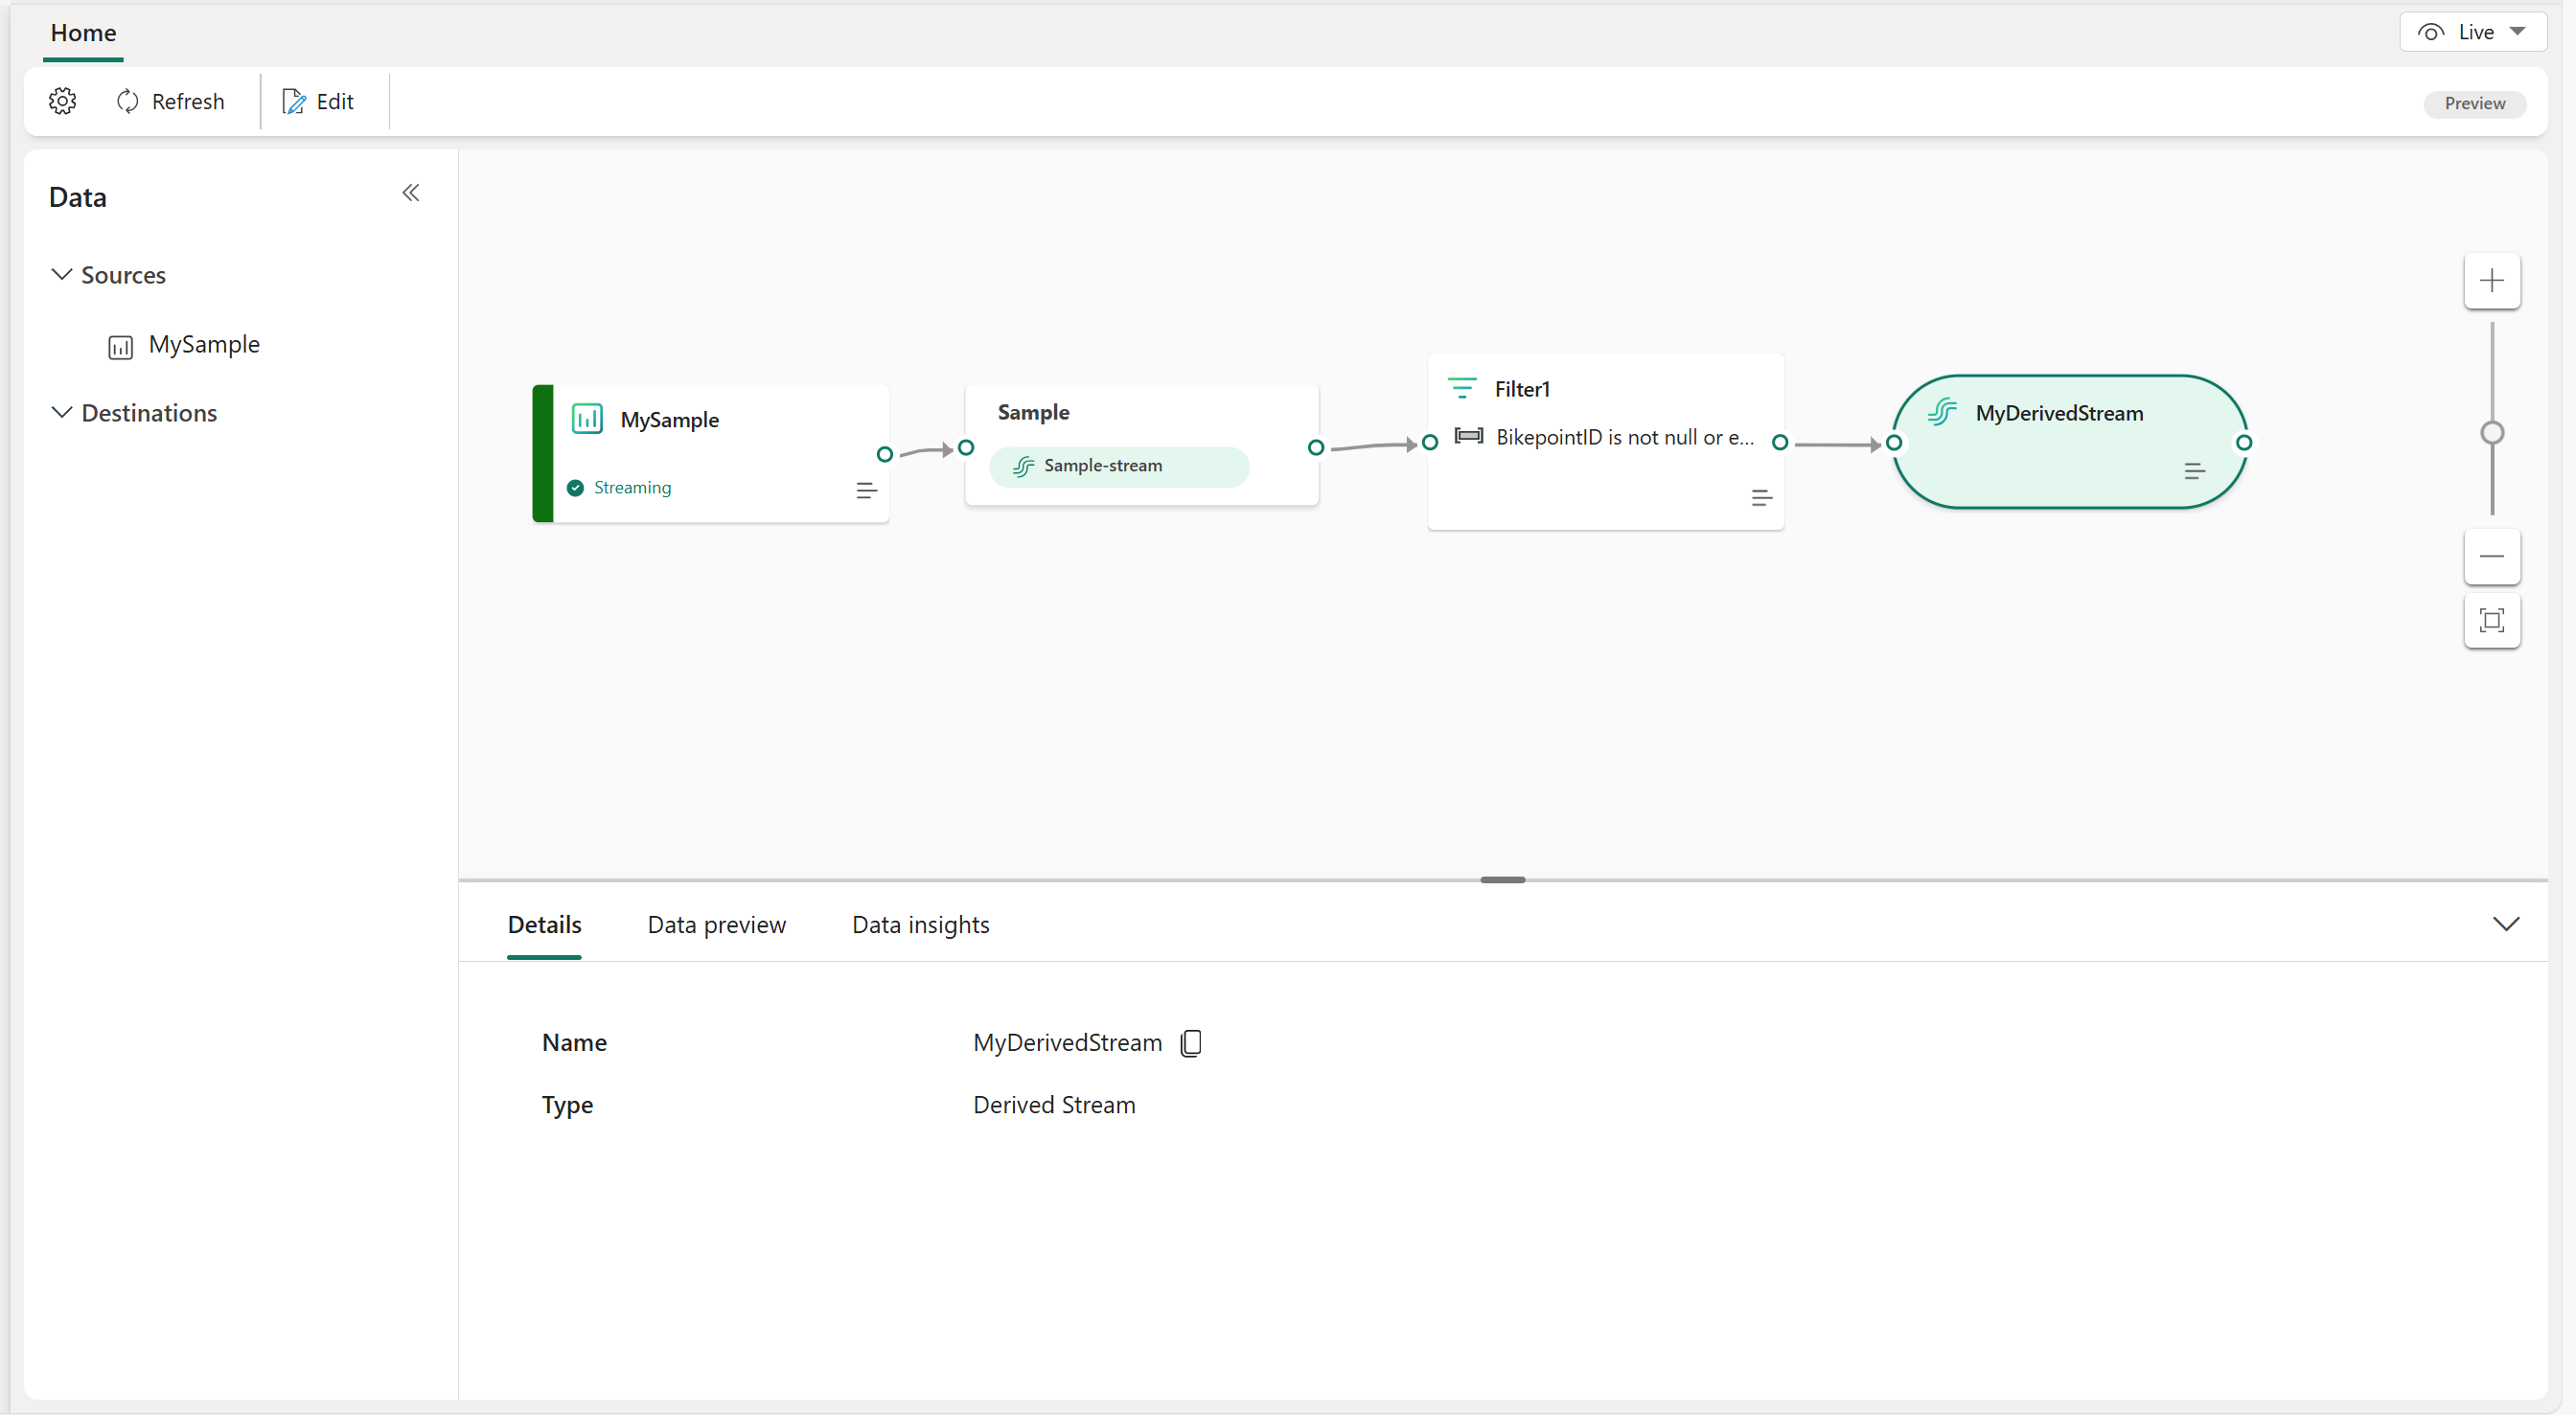 Home
Live
Refresh
Edit
Preview
Data
Sources
MySample
Destinations
MySample
Streaming
Sample
Sample-stream
Filter1
BikepointID is not null or e...
MyDerivedStream
Details
Data preview
Data insights
Name
MyDerivedStream
Type
Derived Stream